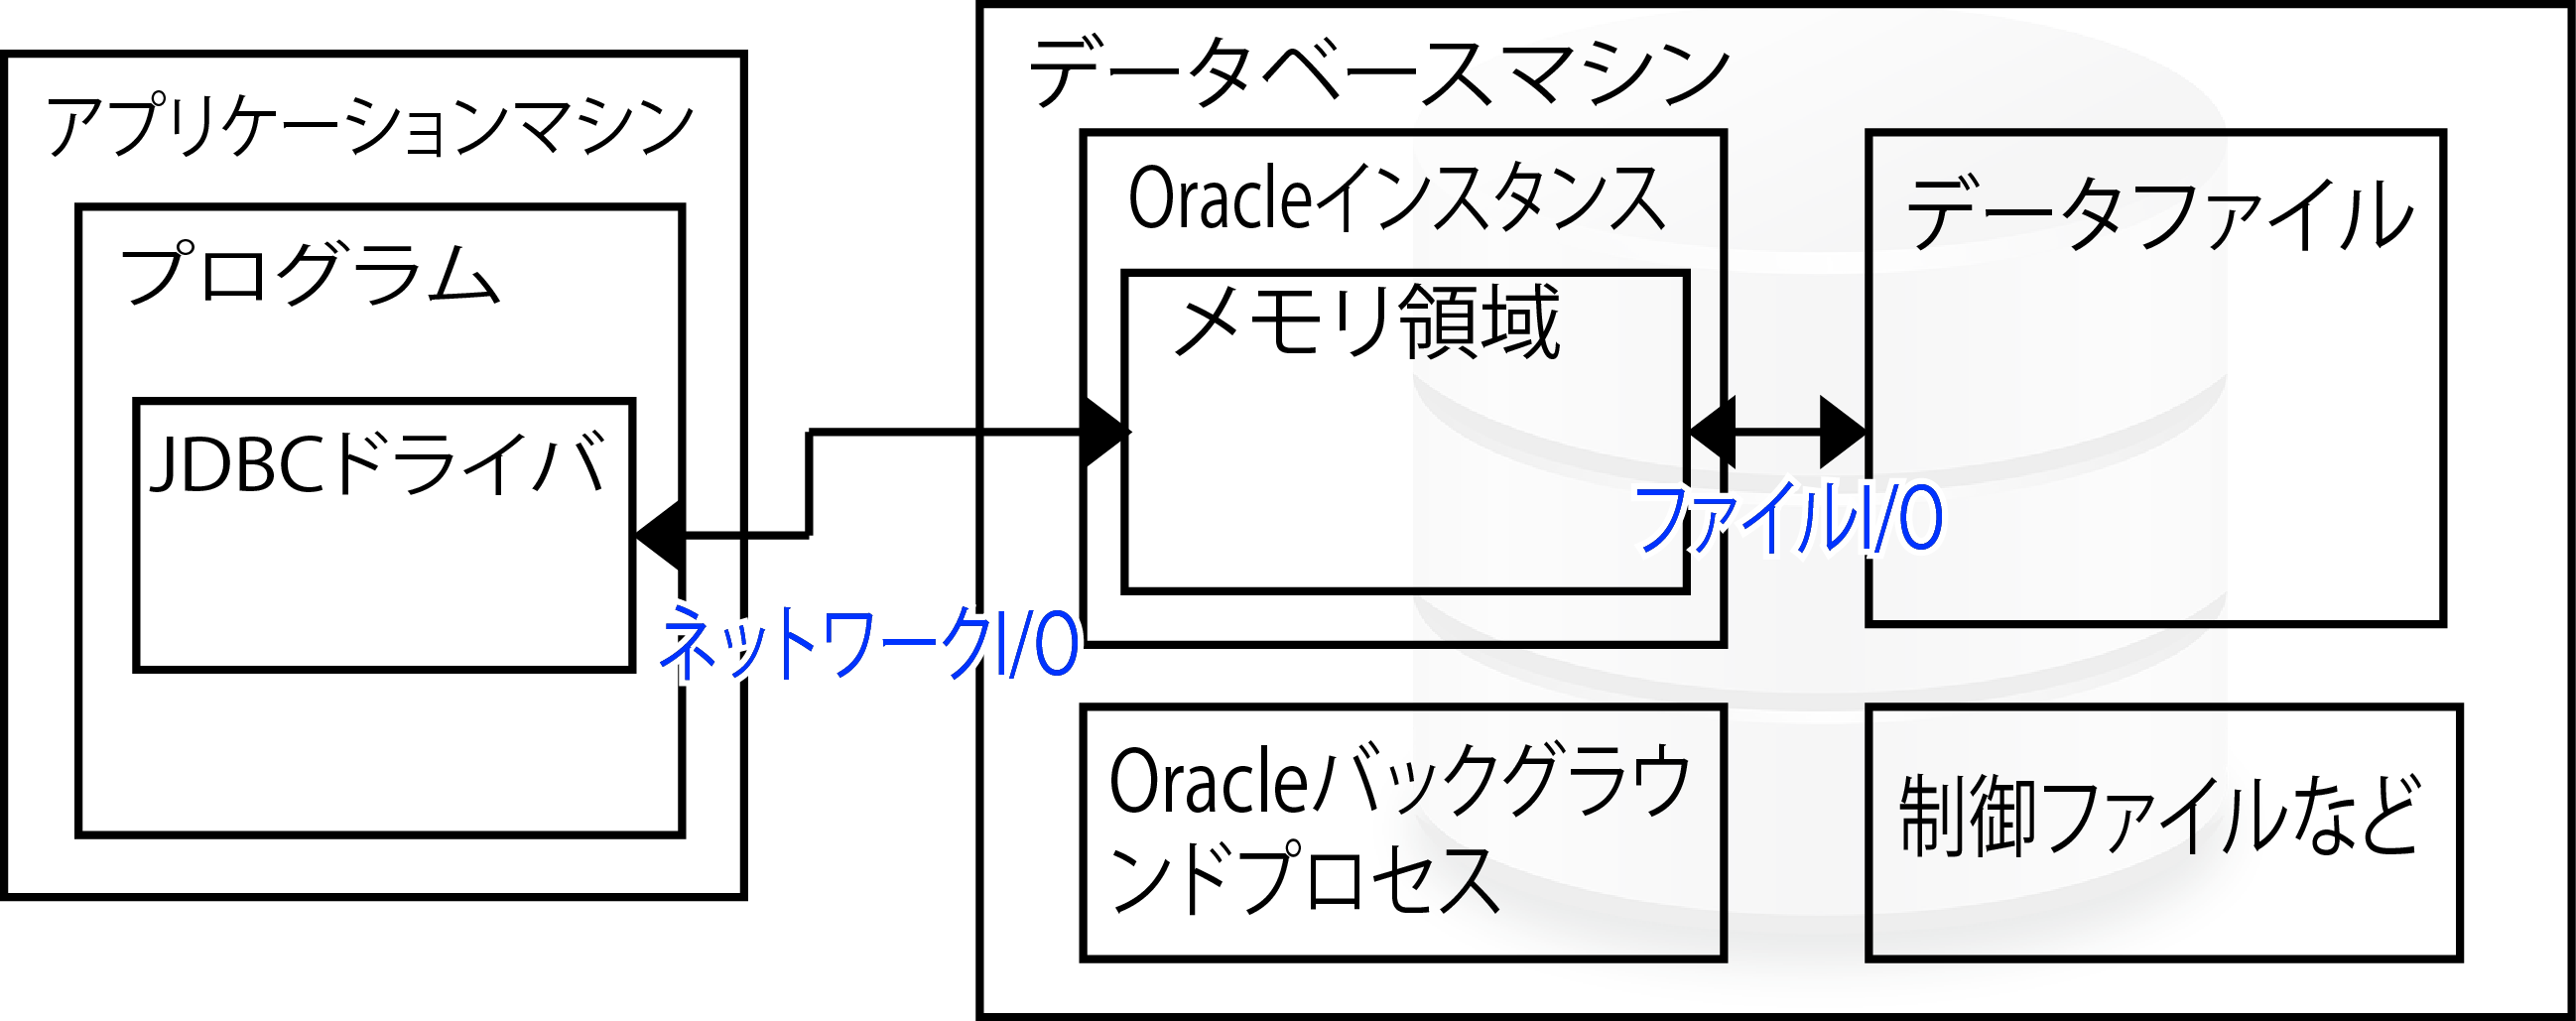 アプリケーションマシン
プログラム
JDBCドライバ
ネットワークI/O
データベースマシン
Oracleインスタンス
メモリ領域
ファイルI/O
データファイル
Oracleバックグラウ
ンドプロセス
制御ファイルなど